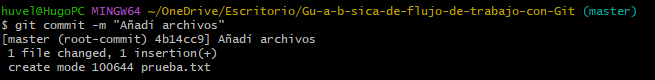 huvel@HugoPC MINGW64 ~/OneDrive/Escritorio/Gu-a-b-sica-de-flujo-de-trabajo-con-Git (master)
$ git commit -m "Añadí archivos"
[master (root-commit) 4b14cc9] Añadí archivos
 1 file changed, 1 insertion(+)
 create mode 100644 prueba.txt